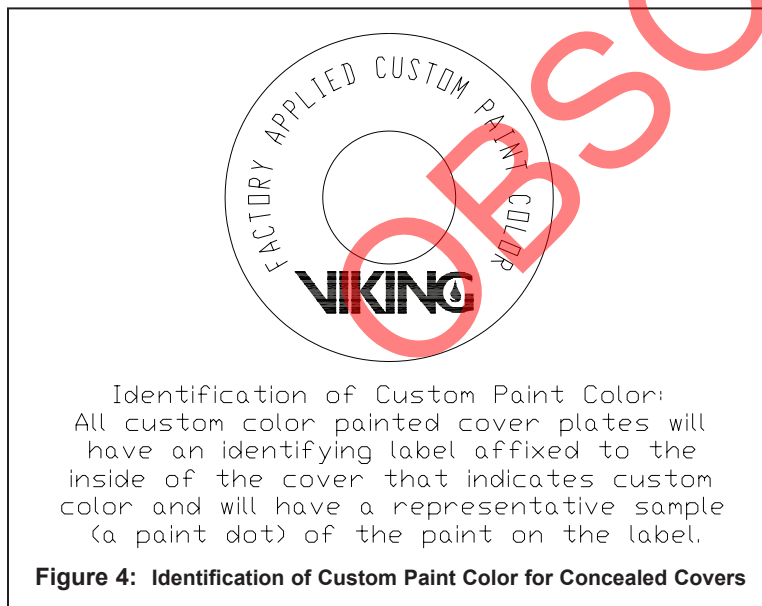 FACTORY APPLIED CUSTOM PAINT COLOR
VIKING
Identification of Custom Paint Color:
All custom color painted cover plates will
have an identifying label affixed to the
inside of the cover that indicates custom
color and will have a representative sample
(a paint dot) of the paint on the label.
Figure 4: Identification of Custom Paint Color for Concealed Covers
OBSO